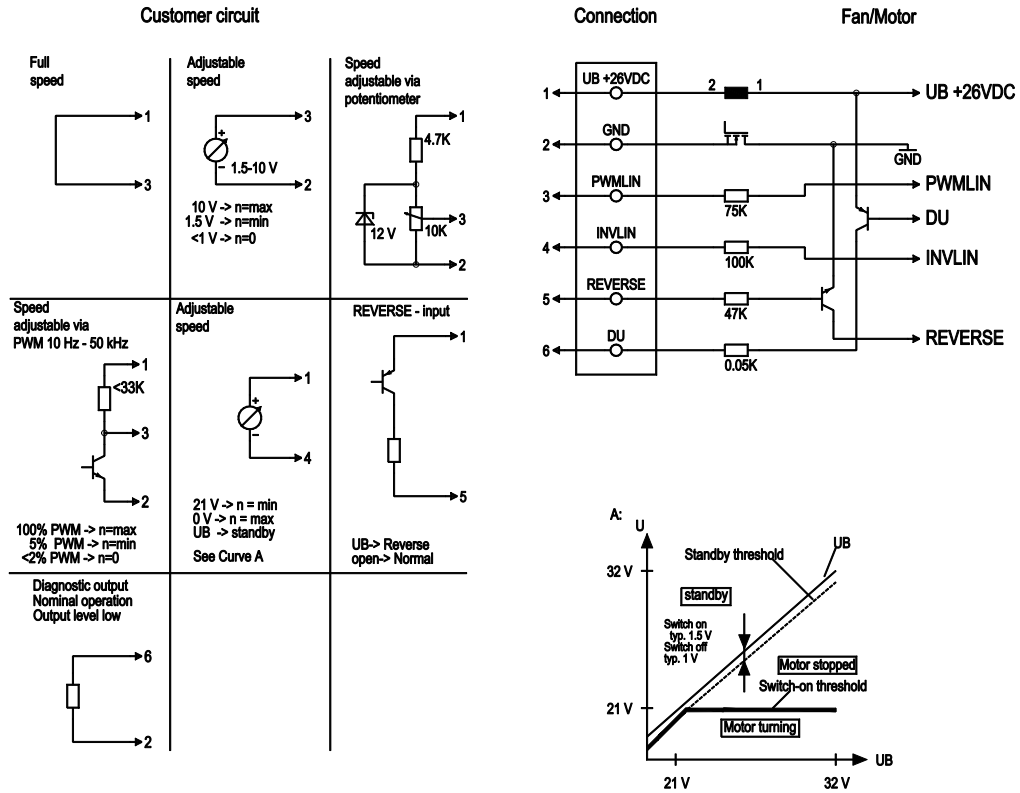 Customer circuit
Full
speed
1
3
Adjustable
speed
3
+
–
1.5-10 V
2
10 V -> n=max
1.5 V -> n=min
<1 V -> n=0
Speed
adjustable via
potentiometer
1
4.7K
12 V
10K
3
2
Speed
adjustable via
PWM 10 Hz - 50 kHz
1
<33K
3
2
100% PWM -> n=max
5% PWM -> n=min
<2% PWM -> n=0
Adjustable
speed
1
+
–
4
21 V -> n = min
0 V -> n = max
UB -> standby
See Curve A
REVERSE - input
1
5
UB-> Reverse
open-> Normal
Diagnostic output
Nominal operation
Output level low
6
2
Connection
Fan/Motor
1
UB +26VDC
2
1
UB +26VDC
2
GND
GND
3
PWMLIN
75K
PWMLIN
DU
4
INVLIN
100K
INVLIN
5
REVERSE
47K
REVERSE
6
DU
0.05K
A:
U
32 V
Standby threshold
UB
standby
Switch on
typ. 1.5 V
Switch off
typ. 1 V
Motor stopped
Switch-on threshold
21 V
Motor turning
UB
21 V
32 V